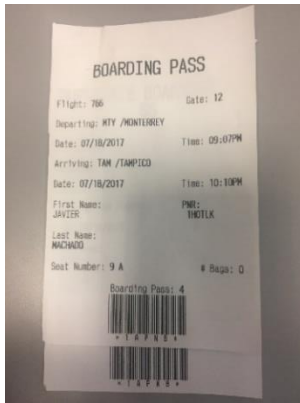 BOARDING PASS
Flight: 766 Gate: 12
Departing: MTY /MONTERREY
Date: 07/18/2017 Time: 09:07PM
Arriving: TAM /TAMPICO
Date: 07/18/2017 Time: 10:10PM
First Name: PNR:
JAVIER 1HOTLK
Last Name:
MACHADO
Seat Number: 9 A # Bags: 0
Boarding Pass: 4